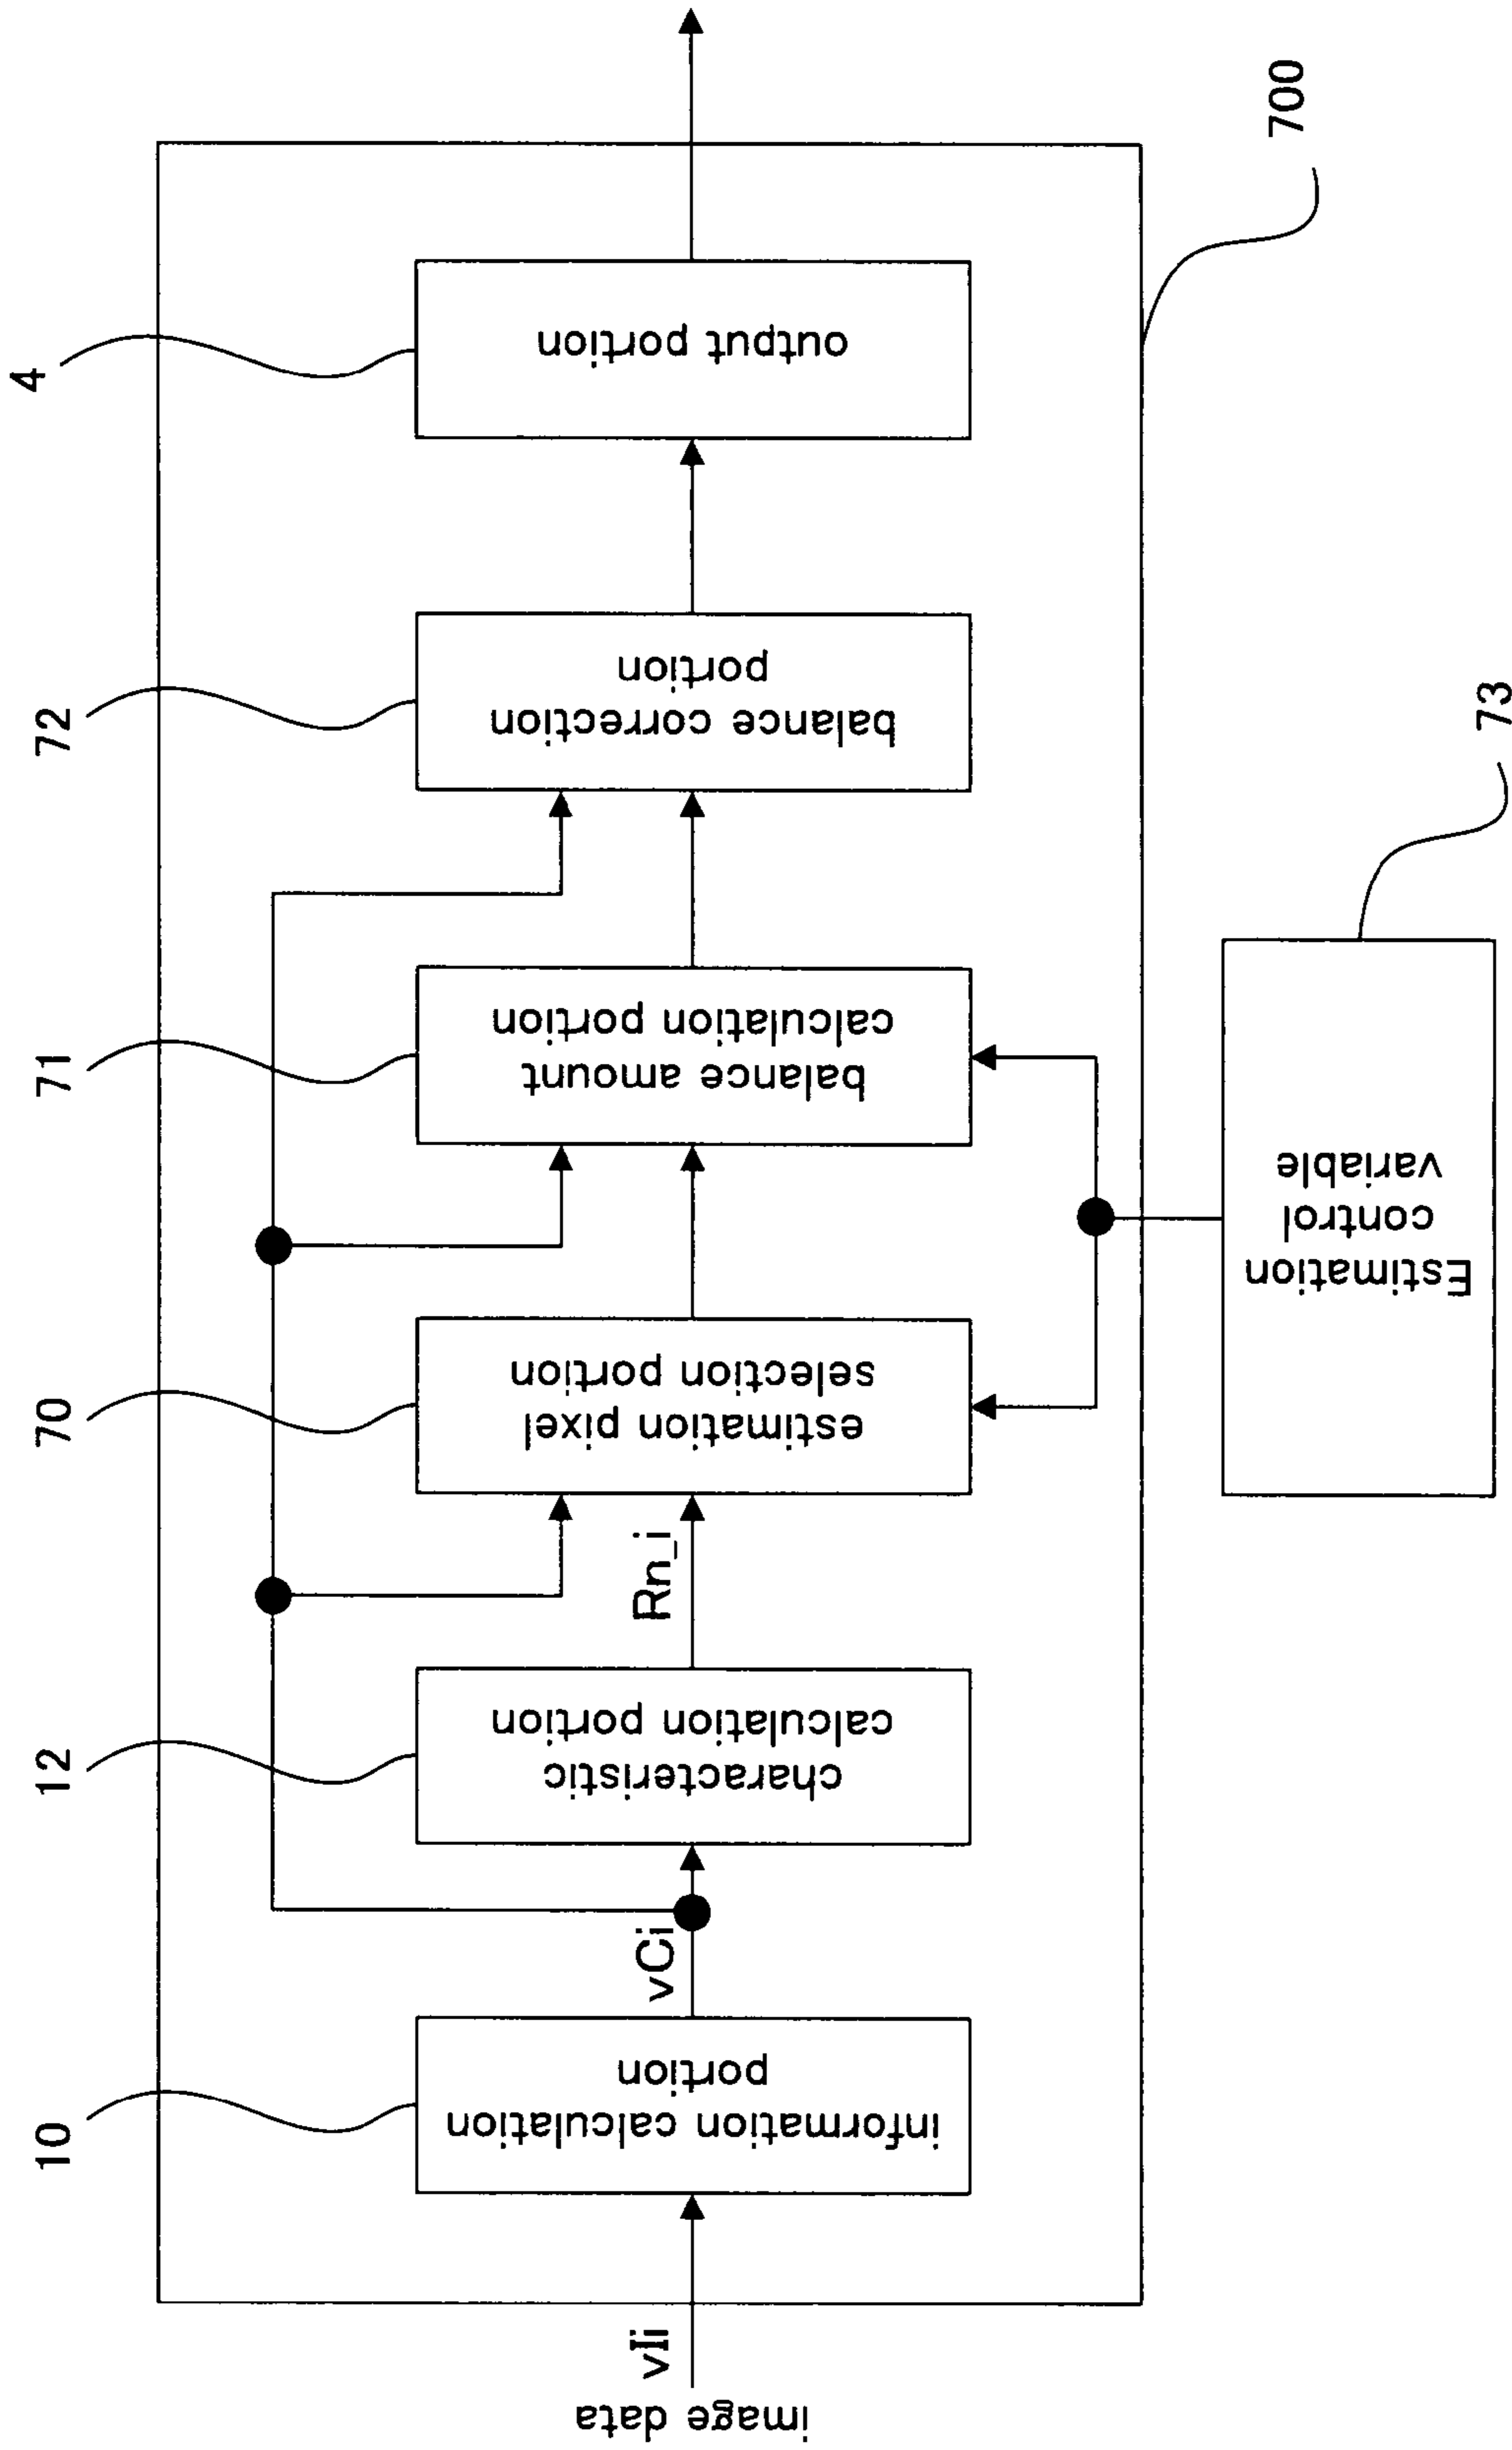 image data
vIi
10
information calculation
portion
vCi
12
characteristic
calculation portion
Rn_i
70
estimation pixel
selection portion
71
balance amount
calculation portion
72
balance correction
portion
4
output portion
Estimation
control
variable
73
700